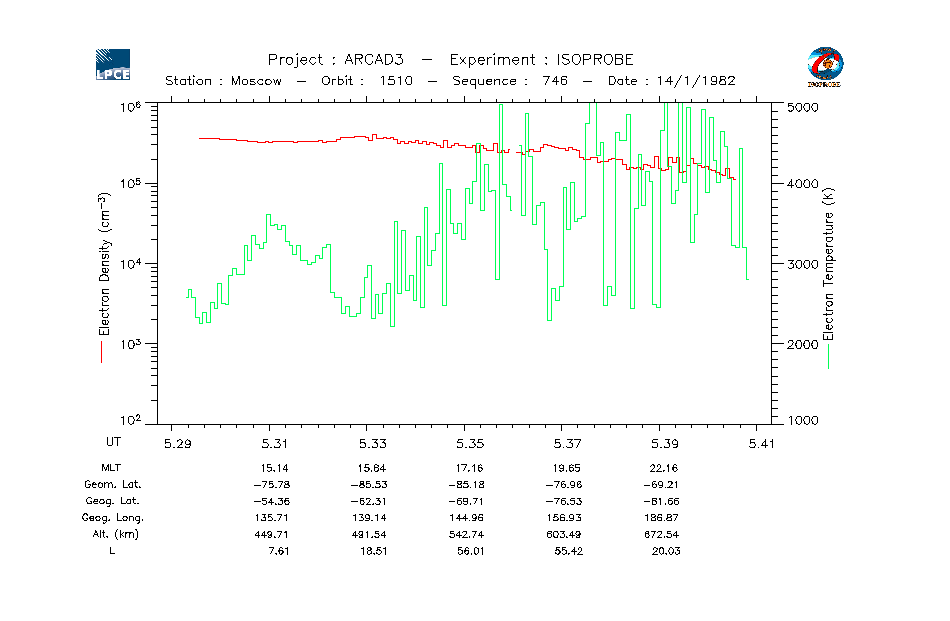 LPCE
Project : ARCAD3 — Experiment : ISOPROBE
ISOPROBE
Station : Moscow — Orbit : 1510 — Sequence : 746 — Date : 14/1/1982
10^6
10^5
10^4
10^3
10^2
Electron Density (cm^-3)
5000
4000
3000
2000
1000
Electron Temperature (K)
UT 5.29 5.31 5.33 5.35 5.37 5.39 5.41
MLT 15.14 15.64 17.16 19.65 22.16
Geom. Lat. -75.78 -85.53 -85.18 -76.96 -69.21
Geog. Lat. -54.36 -62.31 -69.71 -76.53 -81.66
Geog. Long. 135.71 139.14 144.96 156.93 186.87
Alt. (km) 449.71 491.54 542.74 603.49 672.54
L 7.61 18.51 56.01 55.42 20.03